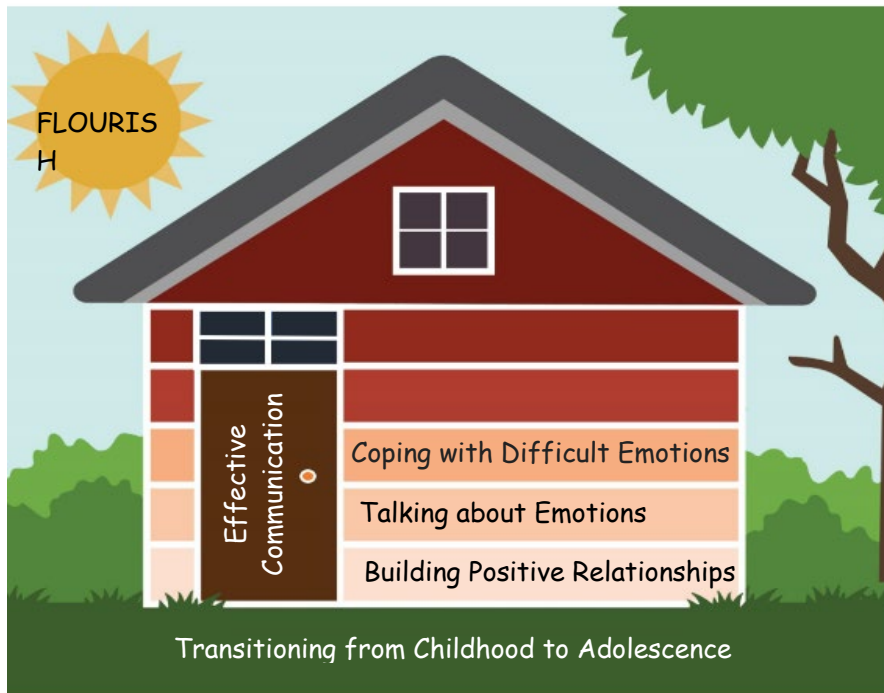 FLOURIS
H
Effective
Communication
Coping with Difficult Emotions
Talking about Emotions
Building Positive Relationships
Transitioning from Childhood to Adolescence